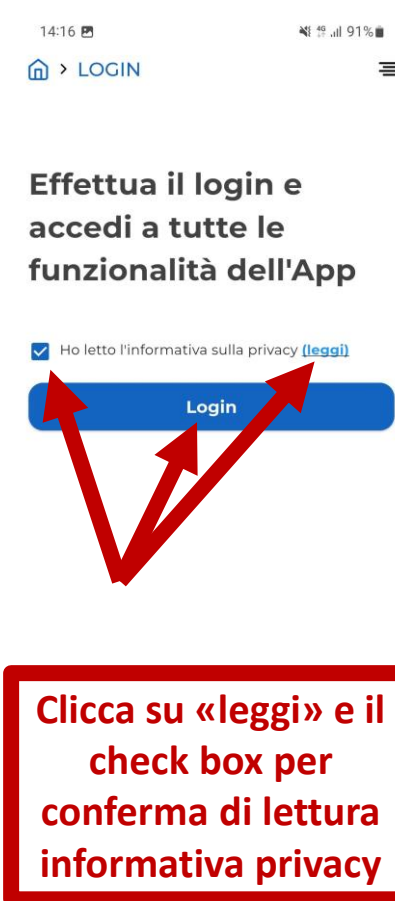 14:16 91%
> LOGIN
Effettua il login e
accedi a tutte le
funzionalità dell'App
Ho letto l'informativa sulla privacy (leggi)
Login
Clicca su «leggi» e il
check box per
conferma di lettura
informativa privacy